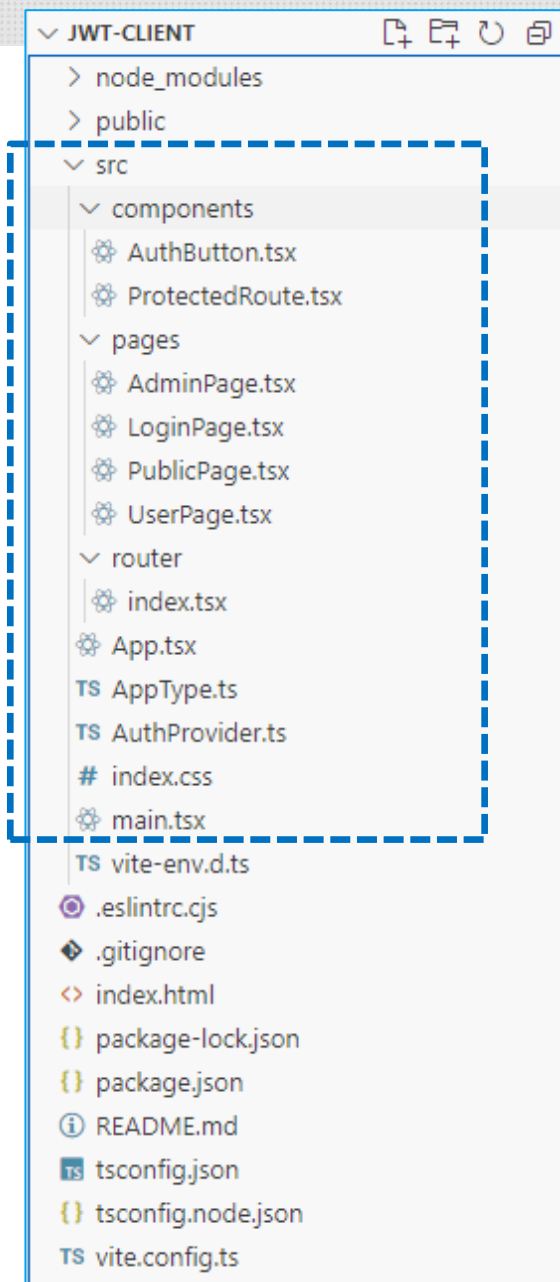 JWT-CLIENT
node_modules
public
src
components
AuthButton.tsx
ProtectedRoute.tsx
pages
AdminPage.tsx
LoginPage.tsx
PublicPage.tsx
UserPage.tsx
router
index.tsx
App.tsx
TS AppType.ts
TS AuthProvider.ts
# index.css
main.tsx
TS vite-env.d.ts
.eslintrc.cjs
.gitignore
<> index.html
{} package-lock.json
{} package.json
README.md
TS tsconfig.json
{} tsconfig.node.json
TS vite.config.ts